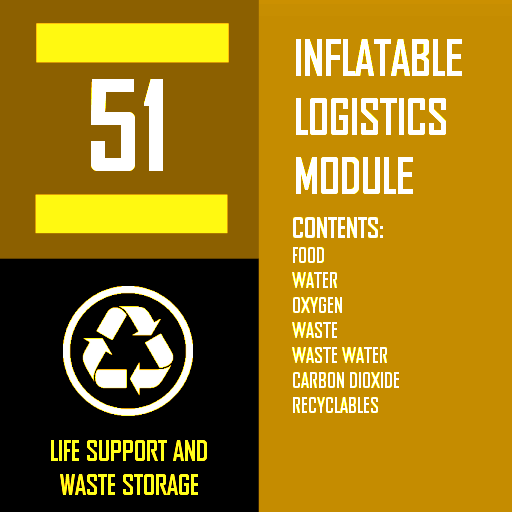 51
LIFE SUPPORT AND
WASTE STORAGE
INFLATABLE
LOGISTICS
MODULE
CONTENTS:
FOOD
WATER
OXYGEN
WASTE
WASTE WATER
CARBON DIOXIDE
RECYCLABLES